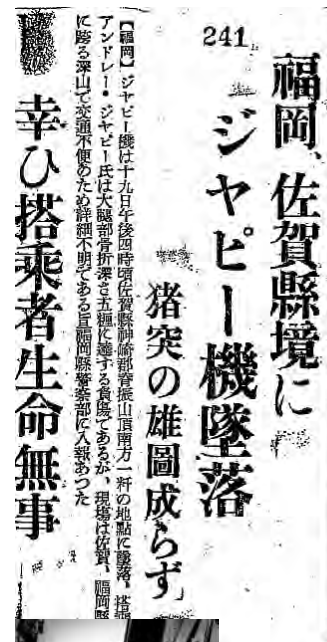 241
福岡、佐賀縣境に
ジヤピー機墜落
猪突の雄圖成らず
【福岡】ジヤピー機は十九日午後四時頃佐賀縣神崎郡脊振山頂南方一粁の地點に墜落、搭乘
アンドレー・ジヤピー氏は大腿部骨折深さ五糎に達する負傷であるが、現場は佐賀、福岡縣
に跨る深山で交通不便のため詳細不明である旨福岡縣警察部に入報あつた
幸ひ搭乘者生命無事